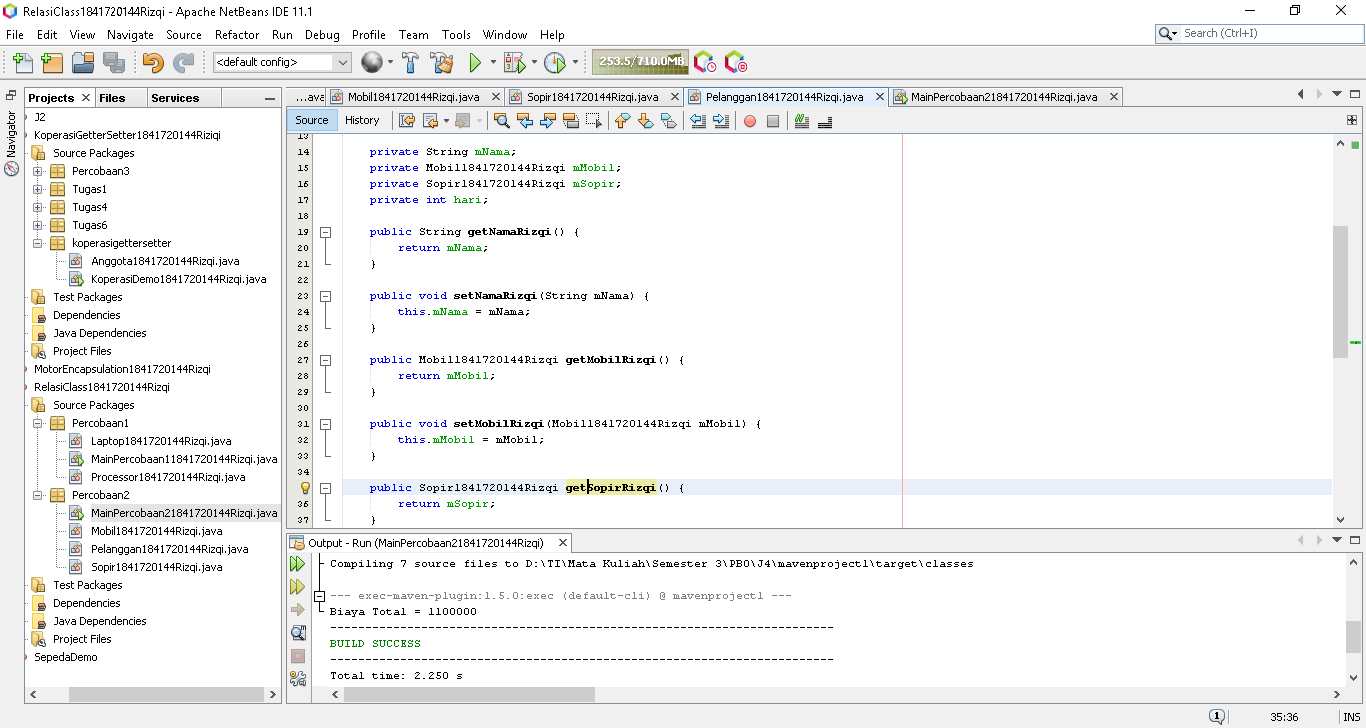 RelasiClass1841720144Rizqi - Apache NetBeans IDE 11.1
File Edit View Navigate Source Refactor Run Debug Profile Team Tools Window Help
Search (Ctrl+I)
<default config>
253.5/710.0MB
Projects Files Services
...ava Mobil1841720144Rizqi.java Sopir1841720144Rizqi.java Pelanggan1841720144Rizqi.java MainPercobaan21841720144Rizqi.java
Source History
Navigator
J2
KoperasiGetterSetter1841720144Rizqi
Source Packages
Percobaan3
Tugas1
Tugas4
Tugas6
koperasigettersetter
Anggota1841720144Rizqi.java
KoperasiDemo1841720144Rizqi.java
Test Packages
Dependencies
Java Dependencies
Project Files
MotorEncapsulation1841720144Rizqi
RelasiClass1841720144Rizqi
Source Packages
Percobaan1
Laptop1841720144Rizqi.java
MainPercobaan11841720144Rizqi.java
Processor1841720144Rizqi.java
Percobaan2
MainPercobaan21841720144Rizqi.java
Mobil1841720144Rizqi.java
Pelanggan1841720144Rizqi.java
Sopir1841720144Rizqi.java
Test Packages
Dependencies
Java Dependencies
Project Files
SepedaDemo
13
14 private String mNama;
15 private Mobil1841720144Rizqi mMobil;
16 private Sopir1841720144Rizqi mSopir;
17 private int hari;
18
19 public String getNamaRizqi() {
20 return mNama;
21 }
22
23 public void setNamaRizqi(String mNama) {
24 this.mNama = mNama;
25 }
26
27 public Mobil1841720144Rizqi getMobilRizqi() {
28 return mMobil;
29 }
30
31 public void setMobilRizqi(Mobil1841720144Rizqi mMobil) {
32 this.mMobil = mMobil;
33 }
34
public Sopir1841720144Rizqi getSopirRizqi() {
36 return mSopir;
37 }
Output - Run (MainPercobaan21841720144Rizqi)
Compiling 7 source files to D:\TI\Mata Kuliah\Semester 3\PBO\J4\mavenproject1\target\classes
--- exec-maven-plugin:1.5.0:exec (default-cli) @ mavenproject1 ---
Biaya Total = 1100000
------------------------------------------------------------------------
BUILD SUCCESS
------------------------------------------------------------------------
Total time: 2.250 s
1 35:36 INS